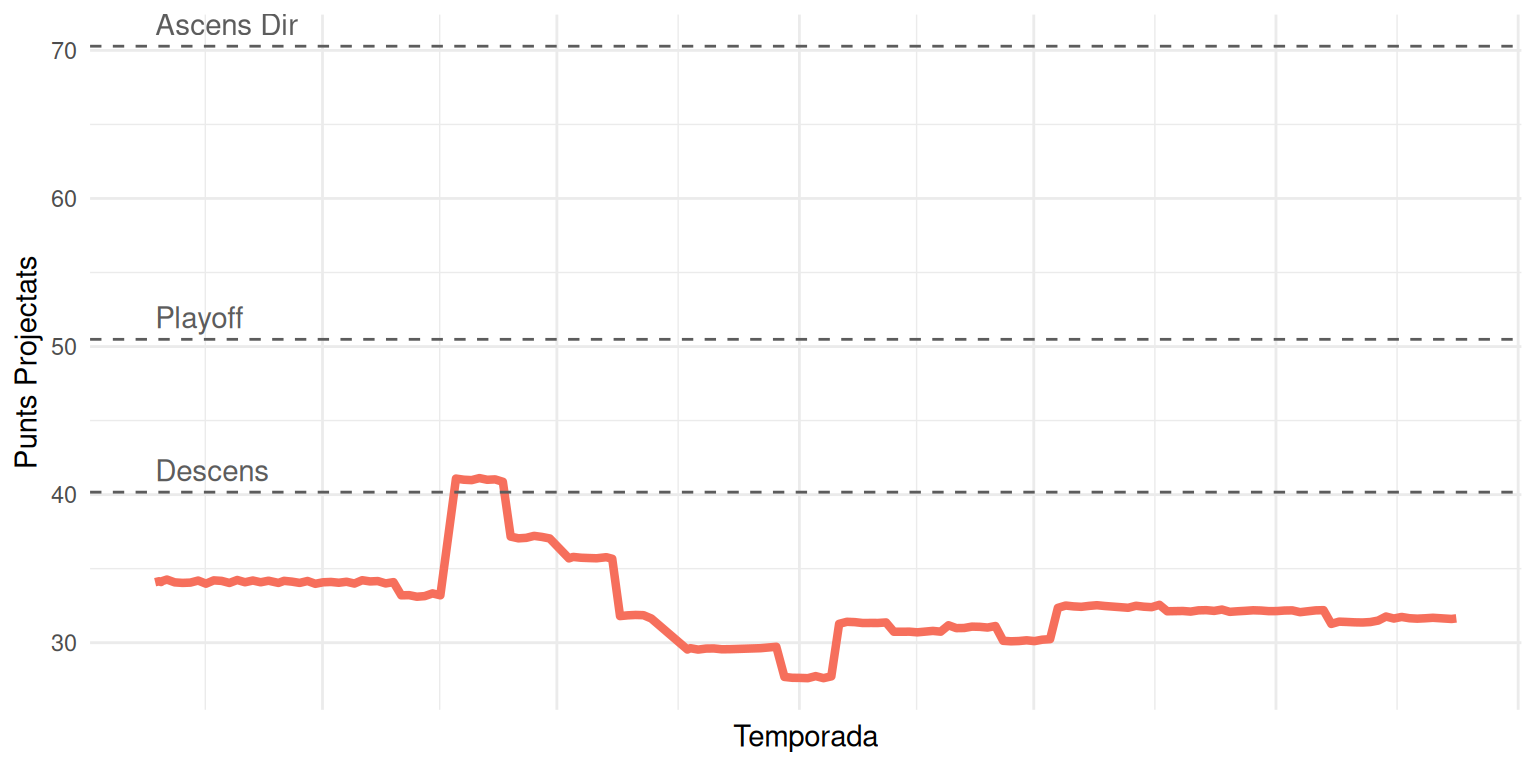 Ascens Dir
70
60
Playoff
50
Descens
40
30
Punts Projectats
Temporada